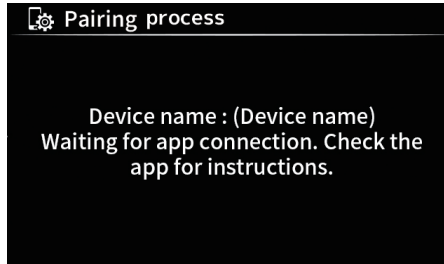 Pairing process
Device name : (Device name)
Waiting for app connection. Check the
app for instructions.